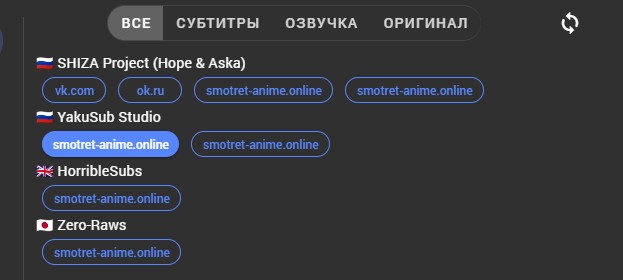 ВСЕ СУБТИТРЫ ОЗВУЧКА ОРИГИНАЛ
SHIZA Project (Hope & Aska)
vk.com ok.ru smotret-anime.online smotret-anime.online
YakuSub Studio
smotret-anime.online smotret-anime.online
HorribleSubs
smotret-anime.online
Zero-Raws
smotret-anime.online